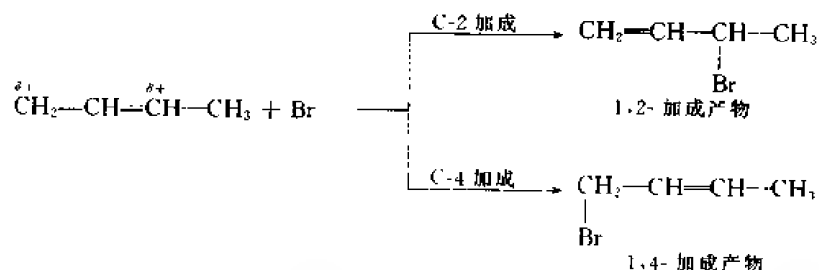 C-2 加成
CH₂═CH—CH—CH₃
Br
1,2-加成产物
δ+ δ+
CH₂—CH═CH—CH₃ + Br
C-4 加成
CH₂—CH═CH—CH₃
Br
1,4-加成产物